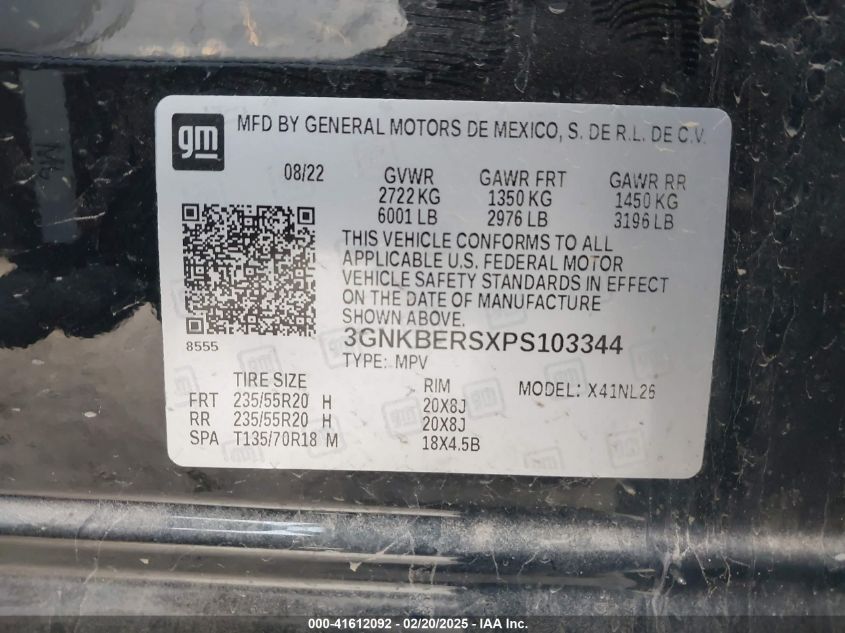 gm MFD BY GENERAL MOTORS DE MEXICO, S. DE R.L. DE C.V.
08/22 GVWR GAWR FRT GAWR RR
2722 KG 1350 KG 1450 KG
6001 LB 2976 LB 3196 LB
THIS VEHICLE CONFORMS TO ALL
APPLICABLE U.S. FEDERAL MOTOR
VEHICLE SAFETY STANDARDS IN EFFECT
ON THE DATE OF MANUFACTURE
SHOWN ABOVE.
8555 3GNKBERSXPS103344
TYPE: MPV
TIRE SIZE RIM MODEL: X41NL26
FRT 235/55R20 H 20X8J
RR 235/55R20 H 20X8J
SPA T135/70R18 M 18X4.5B
000-41612092 - 02/20/2025 - IAAI.COM